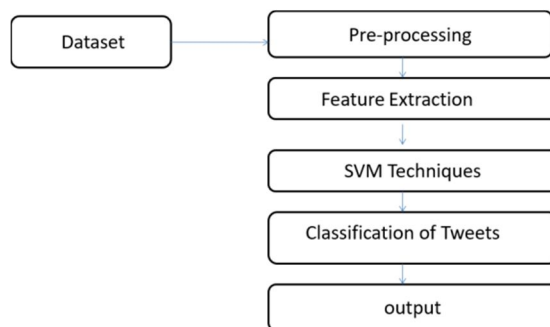 Dataset
Pre-processing
Feature Extraction
SVM Techniques
Classification of Tweets
output